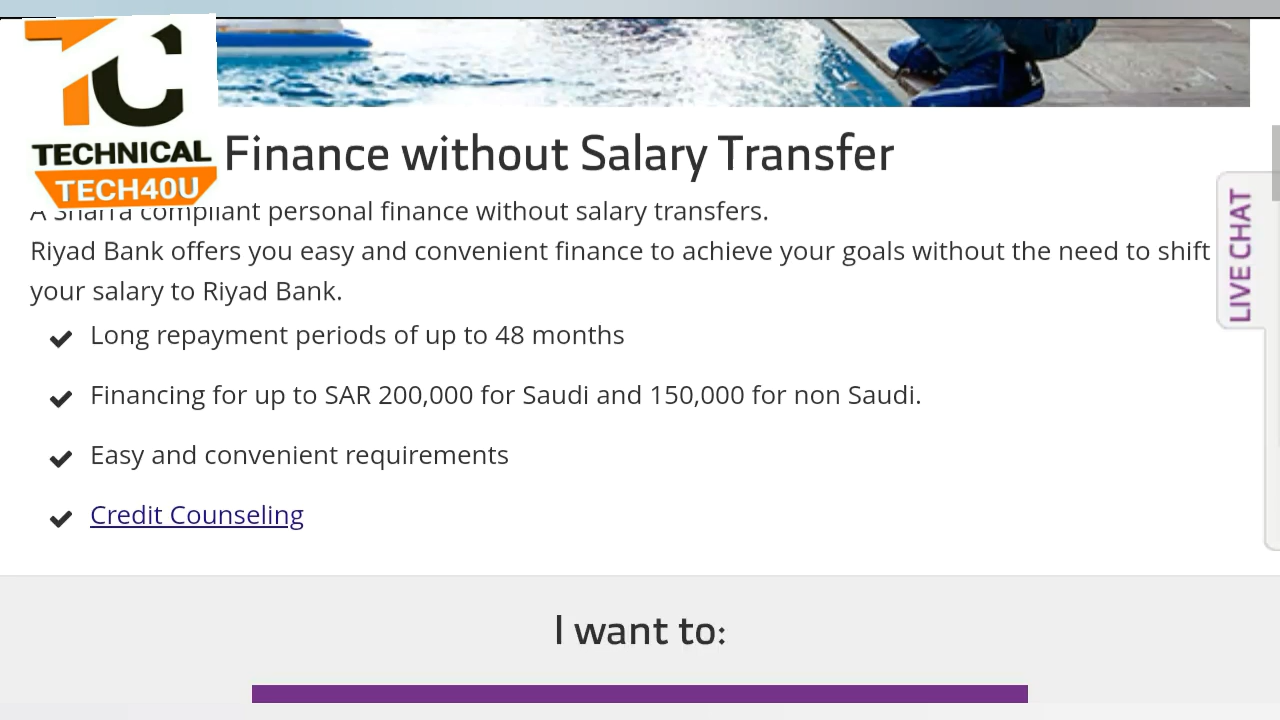 TC
TECHNICAL
TECH40U
Finance without Salary Transfer
A Shari'a compliant personal finance without salary transfers.
Riyad Bank offers you easy and convenient finance to achieve your goals without the need to shift
your salary to Riyad Bank.
Long repayment periods of up to 48 months
Financing for up to SAR 200,000 for Saudi and 150,000 for non Saudi.
Easy and convenient requirements
Credit Counseling
LIVE CHAT
I want to: